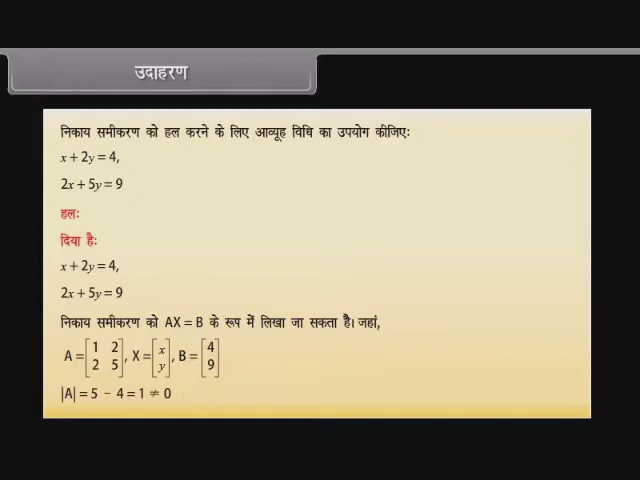 उदाहरण
निकाय समीकरण को हल करने के लिए आव्यूह विधि का उपयोग कीजिए:
x + 2y = 4,
2x + 5y = 9
हल:
दिया है:
x + 2y = 4,
2x + 5y = 9
निकाय समीकरण को AX = B के रूप में लिखा जा सकता है। जहां,
A = [1 2; 2 5], X = [x; y], B = [4; 9]
|A| = 5 − 4 = 1 ≠ 0